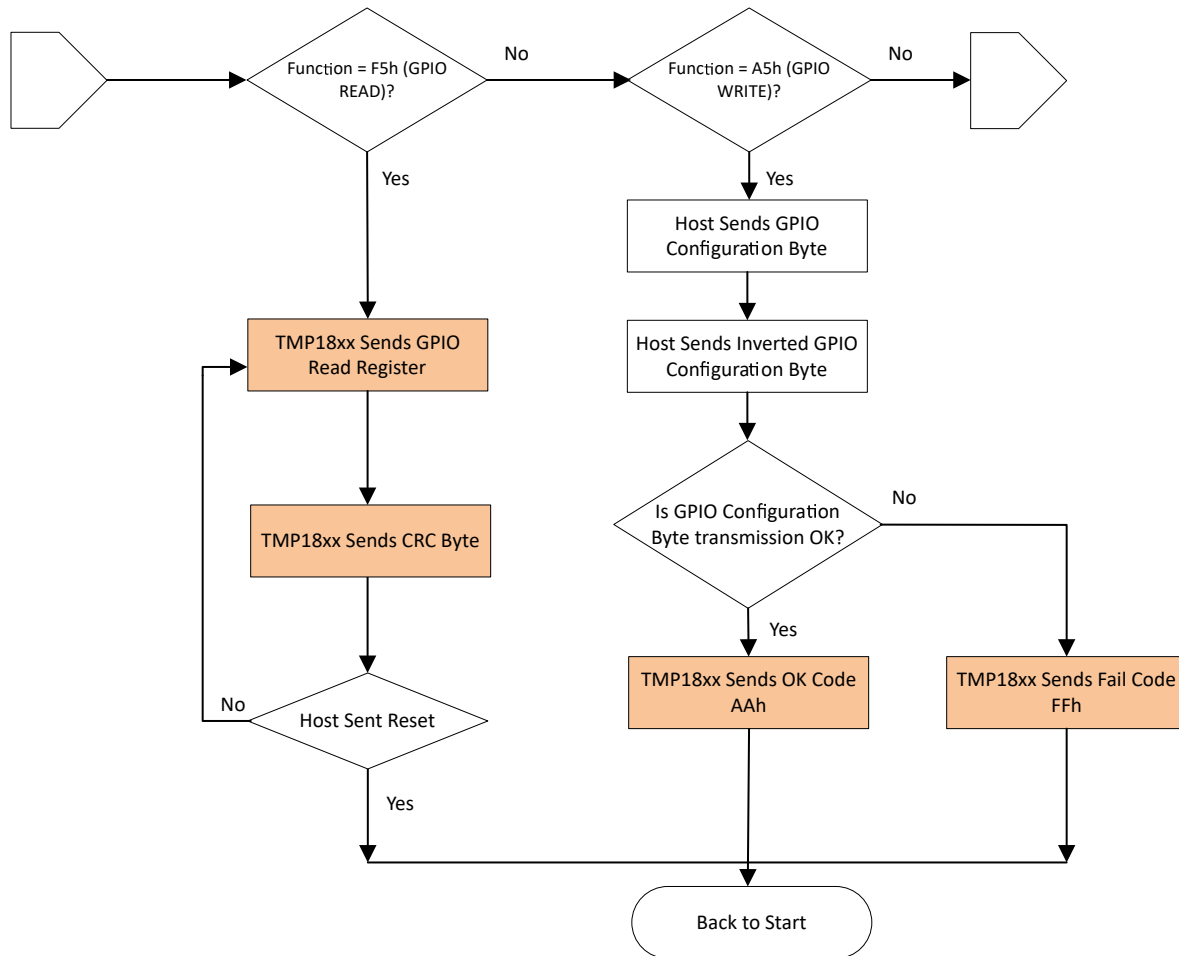 Function = F5h (GPIO
READ)?
No
Function = A5h (GPIO
WRITE)?
No
Yes
Yes
Host Sends GPIO
Configuration Byte
TMP18xx Sends GPIO
Read Register
Host Sends Inverted GPIO
Configuration Byte
TMP18xx Sends CRC Byte
Is GPIO Configuration
Byte transmission OK?
No
Yes
TMP18xx Sends OK Code
AAh
TMP18xx Sends Fail Code
FFh
No
Host Sent Reset
Yes
Back to Start